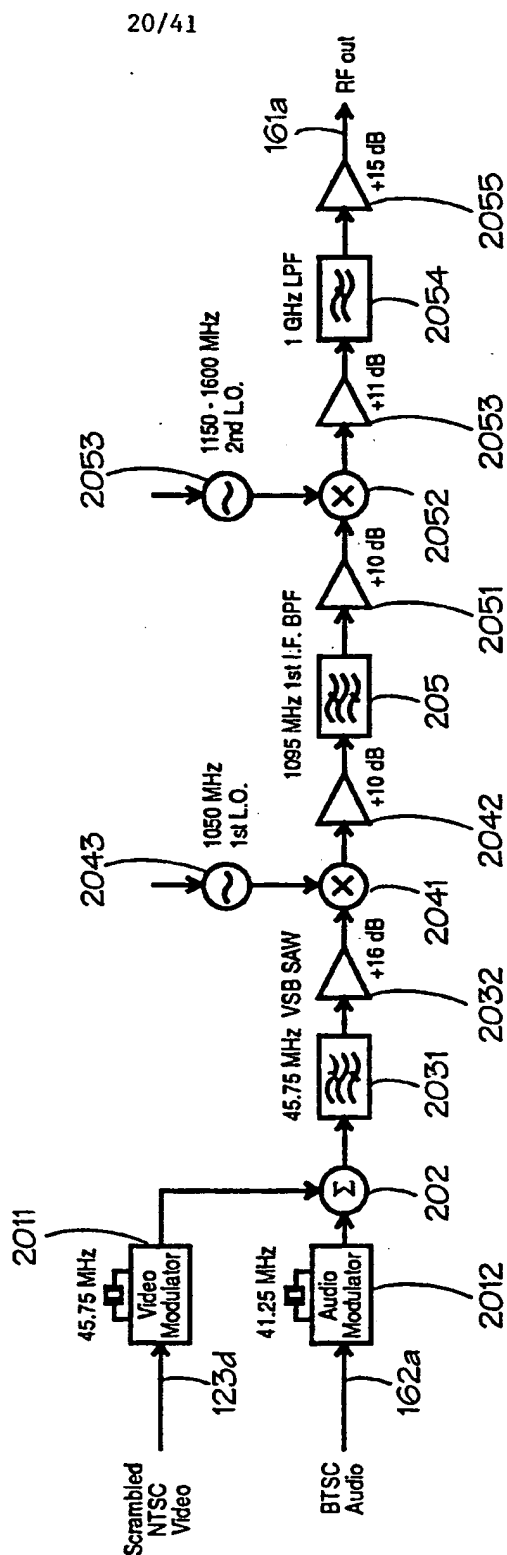 20/41
Scrambled
NTSC
Video
123d
45.75 MHz
Video
Modulator
2011
BTSC
Audio
162a
41.25 MHz
Audio
Modulator
2012
Σ
202
45.75 MHz VSB SAW
2031
+16 dB
2032
2043
1050 MHz
1st L.O.
X
2041
+10 dB
2042
1095 MHz 1st I.F. BPF
205
+10 dB
2051
2053
1150 - 1600 MHz
2nd L.O.
X
2052
+11 dB
2053
1 GHz LPF
2054
+15 dB
2055
161a
RF out